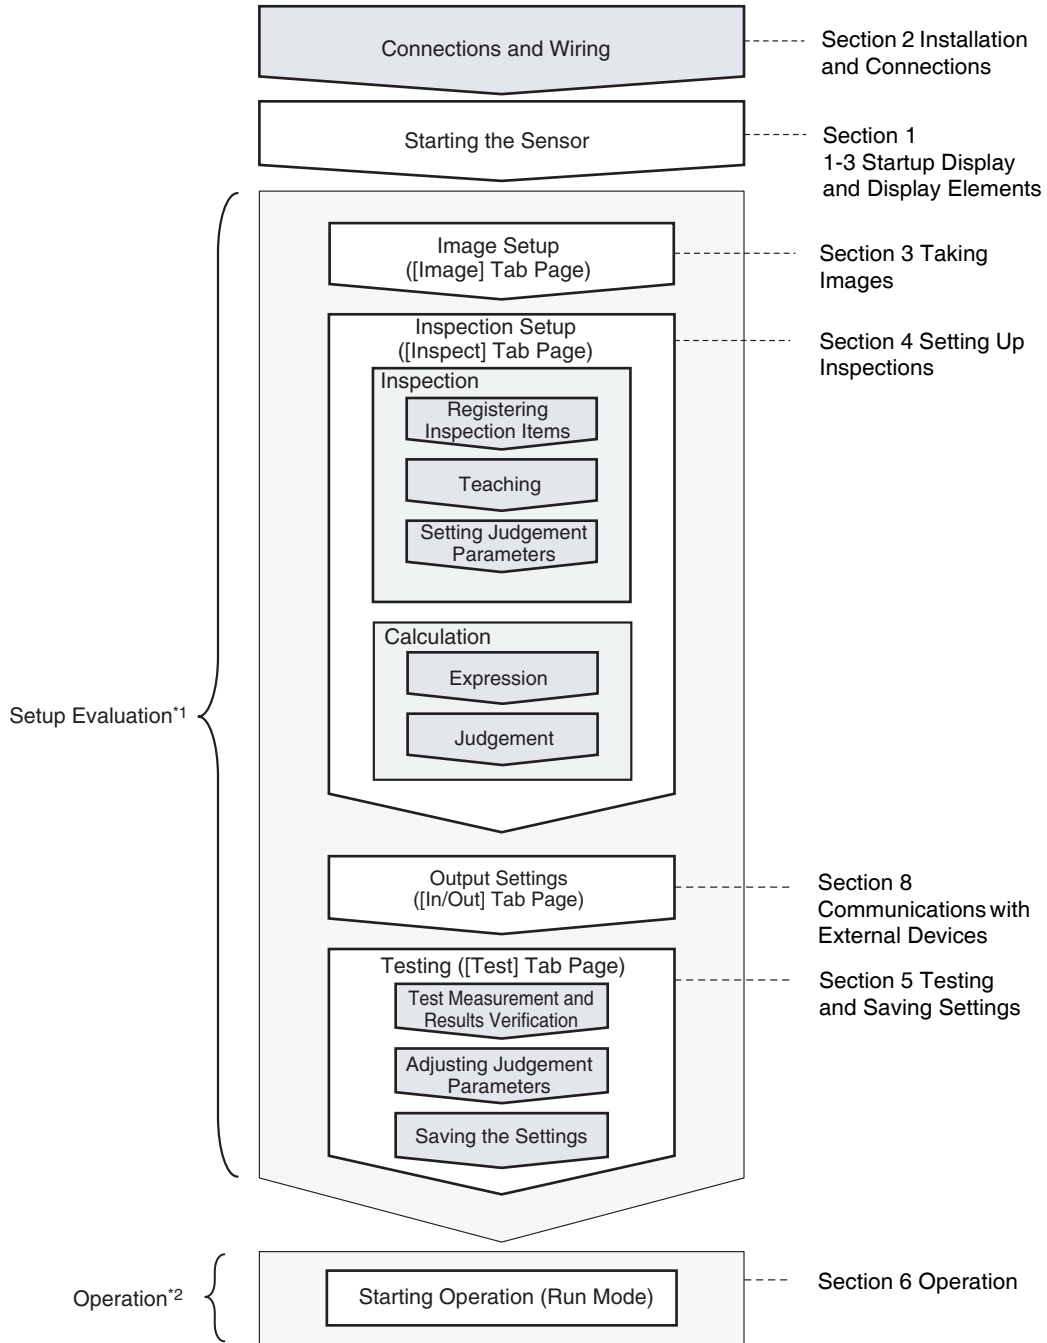 Connections and Wiring
Section 2 Installation
and Connections
Starting the Sensor
Section 1
1-3 Startup Display
and Display Elements
Image Setup
([Image] Tab Page)
Section 3 Taking
Images
Inspection Setup
([Inspect] Tab Page)
Section 4 Setting Up
Inspections
Inspection
Registering
Inspection Items
Teaching
Setting Judgement
Parameters
Calculation
Expression
Judgement
Setup Evaluation*1
Output Settings
([In/Out] Tab Page)
Section 8
Communications with
External Devices
Testing ([Test] Tab Page)
Section 5 Testing
and Saving Settings
Test Measurement and
Results Verification
Adjusting Judgement
Parameters
Saving the Settings
Operation*2
Starting Operation (Run Mode)
Section 6 Operation